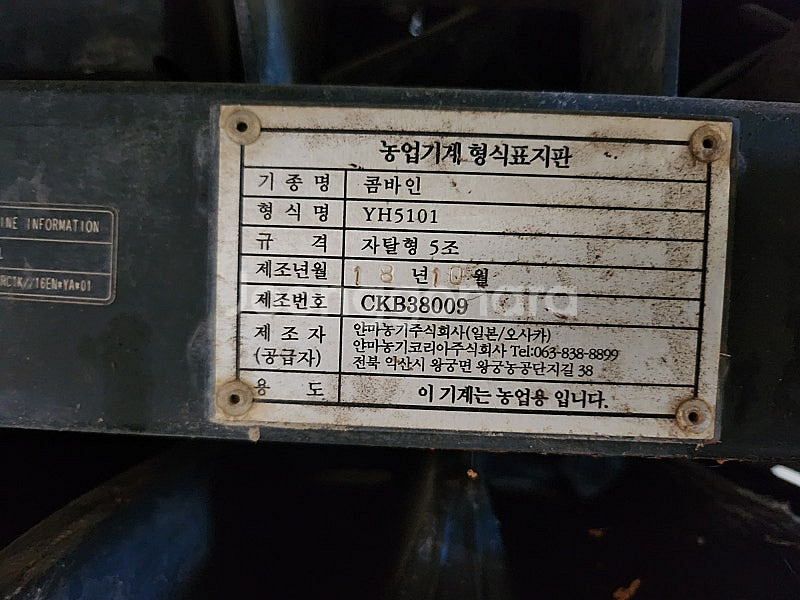 농업기계 형식표지판
기 종 명 콤바인
형 식 명 YH5101
규 격 자탈형 5조
제조년월 18 년 10 월
제조번호 CKB38009
제 조 자 얀마농기주식회사(일본/오사카)
(공급자) 얀마농기코리아주식회사 Tel:063-838-8899
전북 익산시 왕궁면 왕궁농공단지길 38
용 도 이 기계는 농업용 입니다.
INE INFORMATION
RC1K//16EN*YA*01